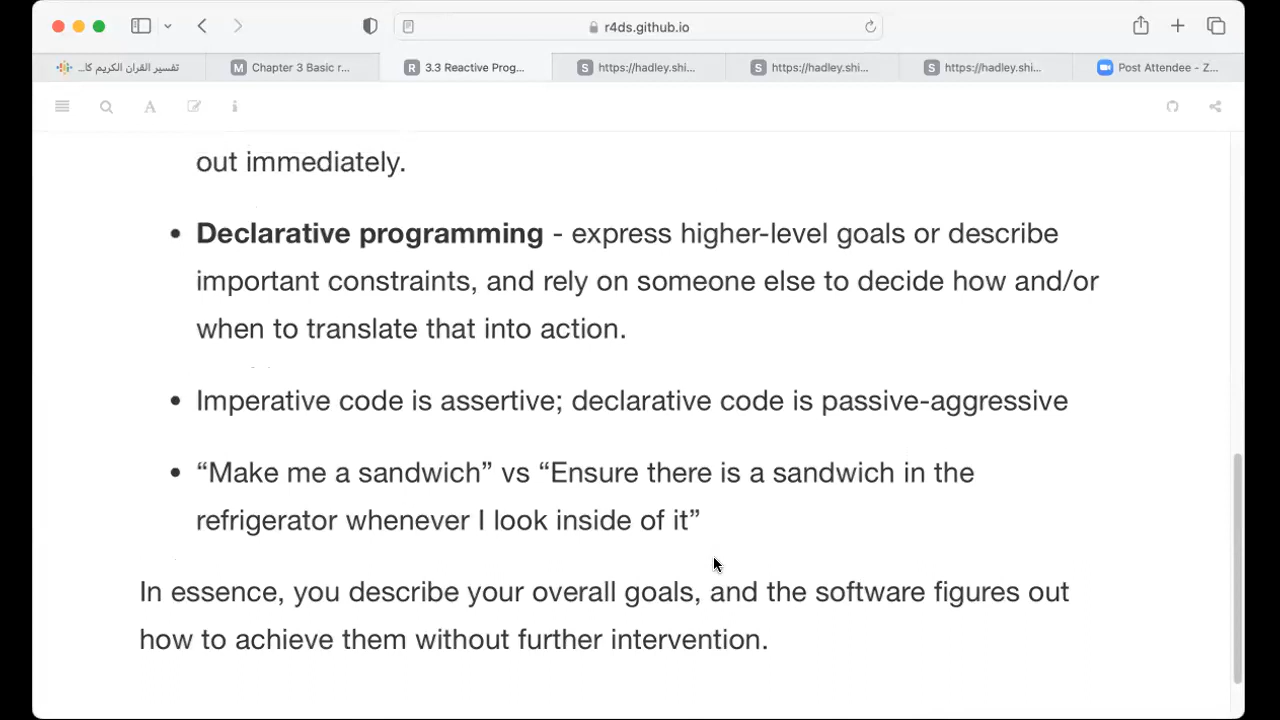 r4ds.github.io
تفسير القران الكريم كا...
Chapter 3 Basic r...
3.3 Reactive Prog...
https://hadley.shi...
https://hadley.shi...
https://hadley.shi...
Post Attendee - Z...
out immediately.
• Declarative programming - express higher-level goals or describe
important constraints, and rely on someone else to decide how and/or
when to translate that into action.
• Imperative code is assertive; declarative code is passive-aggressive
• “Make me a sandwich” vs “Ensure there is a sandwich in the
refrigerator whenever I look inside of it”
In essence, you describe your overall goals, and the software figures out
how to achieve them without further intervention.